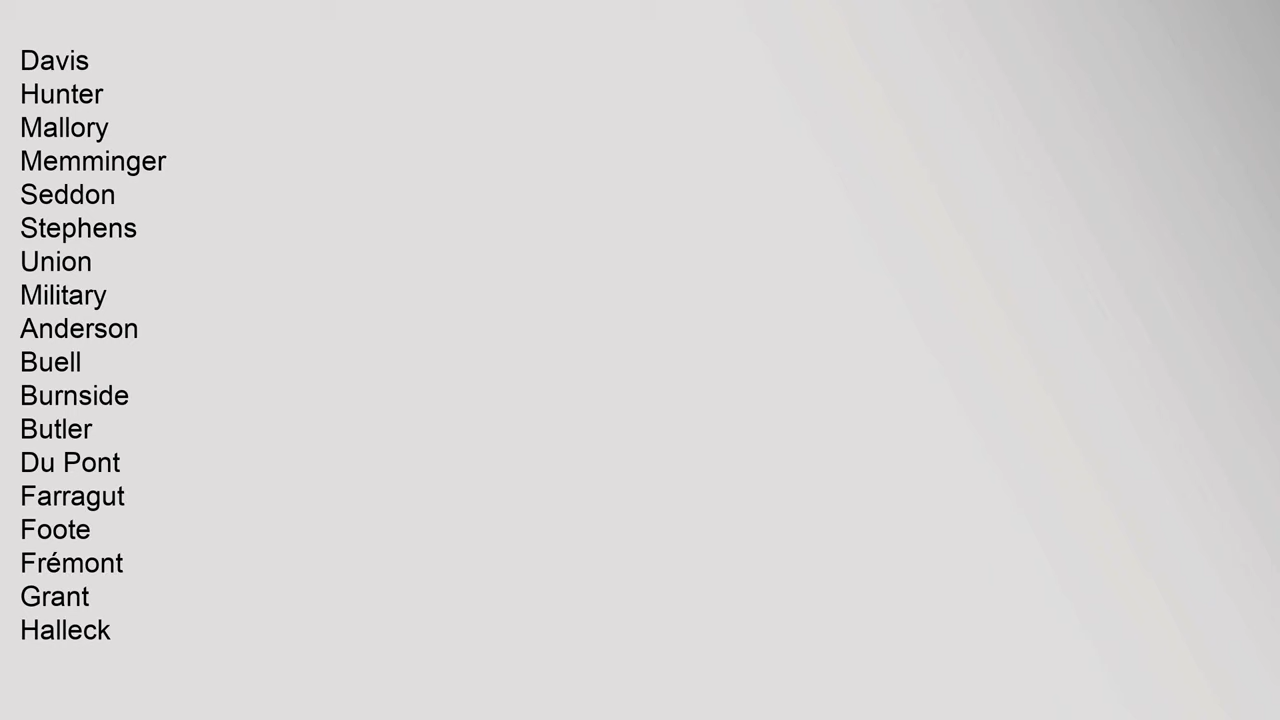 Davis
Hunter
Mallory
Memminger
Seddon
Stephens
Union
Military
Anderson
Buell
Burnside
Butler
Du Pont
Farragut
Foote
Frémont
Grant
Halleck